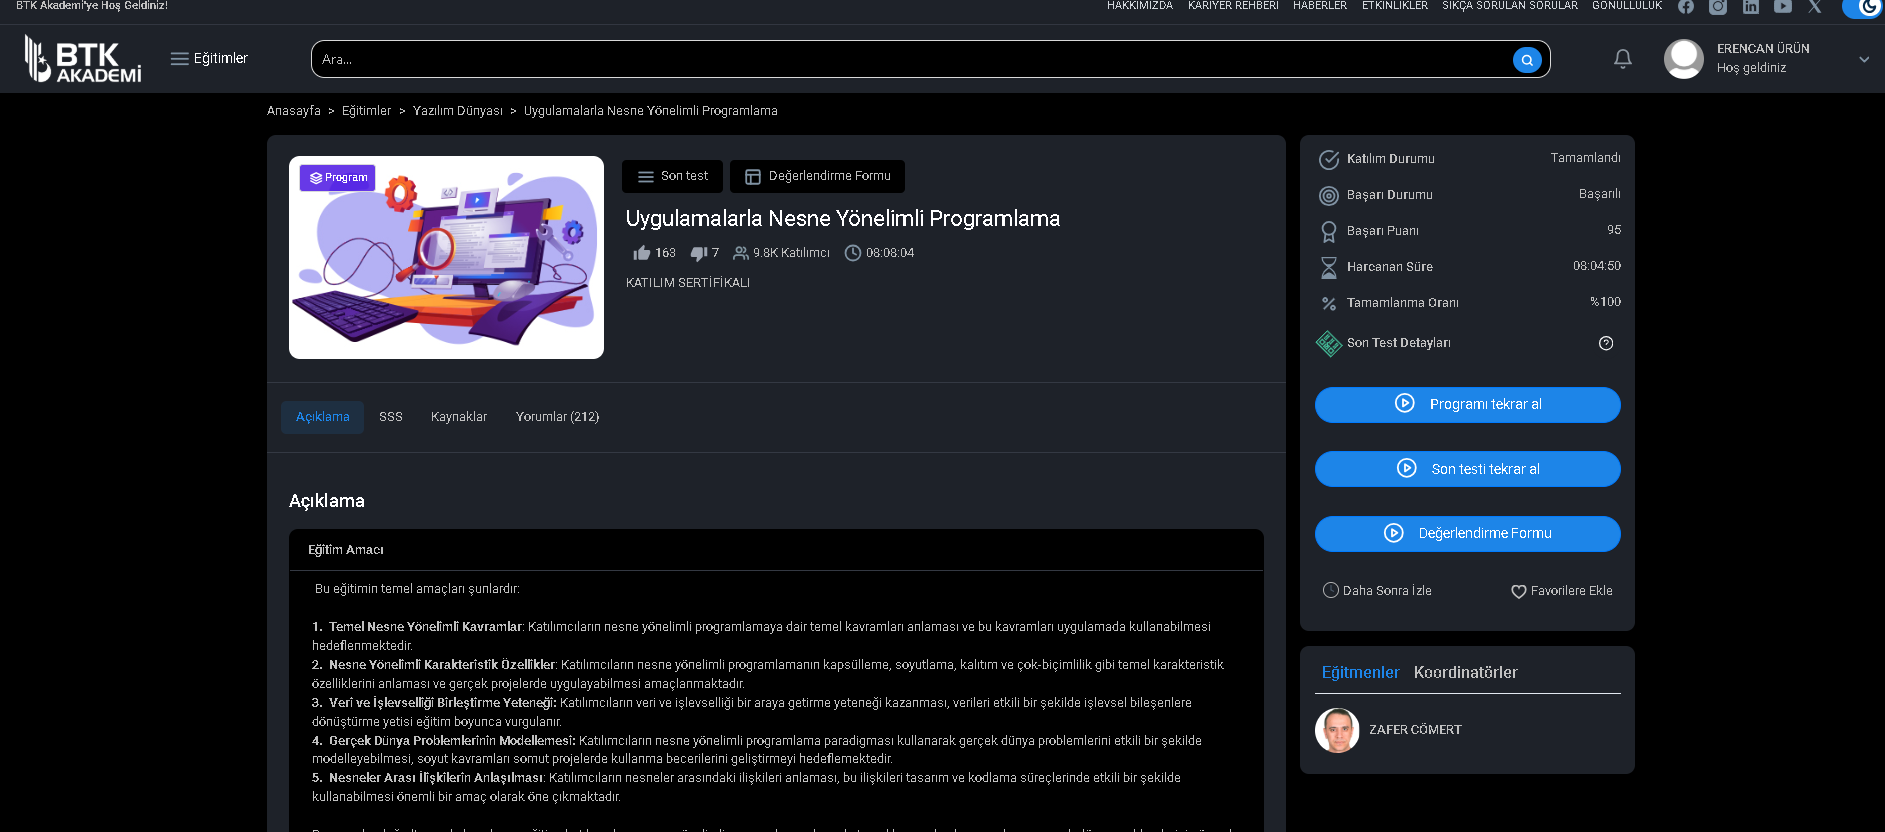 BTK Akademi'ye Hoş Geldiniz!
HAKKIMIZDA KARİYER REHBERİ HABERLER ETKİNLİKLER SIKÇA SORULAN SORULAR GÖNÜLLÜLÜK
BTK AKADEMİ
Eğitimler
Ara...
ERENCAN ÜRÜN
Hoş geldiniz
Anasayfa > Eğitimler > Yazılım Dünyası > Uygulamalarla Nesne Yönelimli Programlama
Program
Son test
Değerlendirme Formu
Uygulamalarla Nesne Yönelimli Programlama
163 7 9.8K Katılımcı 08:08:04
KATILIM SERTİFİKALI
Açıklama SSS Kaynaklar Yorumlar (212)
Açıklama
Eğitim Amacı
Bu eğitimin temel amaçları şunlardır:
1. Temel Nesne Yönelimli Kavramlar: Katılımcıların nesne yönelimli programlamaya dair temel kavramları anlaması ve bu kavramları uygulamada kullanabilmesi
hedeflenmektedir.
2. Nesne Yönelimli Karakteristik Özellikler: Katılımcıların nesne yönelimli programlamanın kapsülleme, soyutlama, kalıtım ve çok-biçimlilik gibi temel karakteristik
özelliklerini anlaması ve gerçek projelerde uygulayabilmesi amaçlanmaktadır.
3. Veri ve İşlevselliği Birleştirme Yeteneği: Katılımcıların veri ve işlevselliği bir araya getirme yeteneği kazanması, verileri etkili bir şekilde işlevsel bileşenlere
dönüştürme yetisi eğitim boyunca vurgulanır.
4. Gerçek Dünya Problemlerinin Modellemesi: Katılımcıların nesne yönelimli programlama paradigması kullanarak gerçek dünya problemlerini etkili bir şekilde
modelleyebilmesi, soyut kavramları somut projelerde kullanma becerilerini geliştirmeyi hedeflemektedir.
5. Nesneler Arası İlişkilerin Anlaşılması: Katılımcıların nesneler arasındaki ilişkileri anlaması, bu ilişkileri tasarım ve kodlama süreçlerinde etkili bir şekilde
kullanabilmesi önemli bir amaç olarak öne çıkmaktadır.
Katılım Durumu Tamamlandı
Başarı Durumu Başarılı
Başarı Puanı 95
Harcanan Süre 08:04:50
Tamamlanma Oranı %100
Son Test Detayları
Programı tekrar al
Son testi tekrar al
Değerlendirme Formu
Daha Sonra İzle Favorilere Ekle
Eğitmenler Koordinatörler
ZAFER CÖMERT